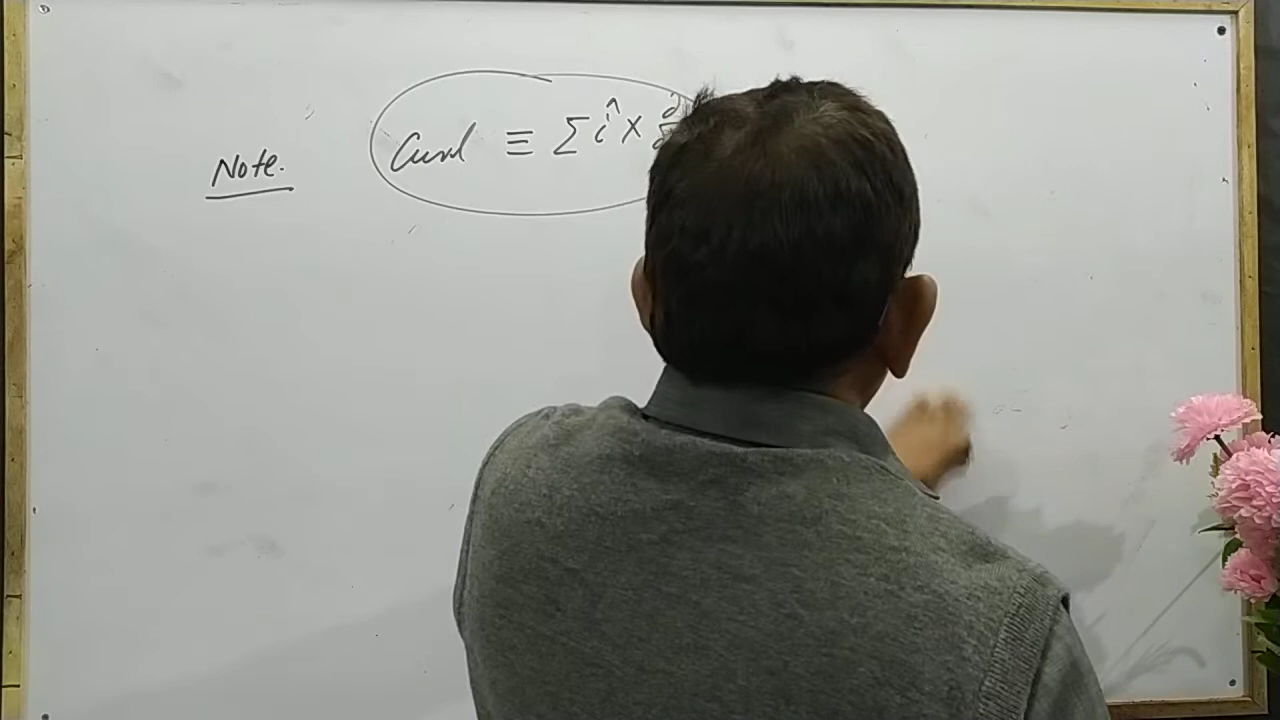 Note. Curl ≡ Σ î × ∂